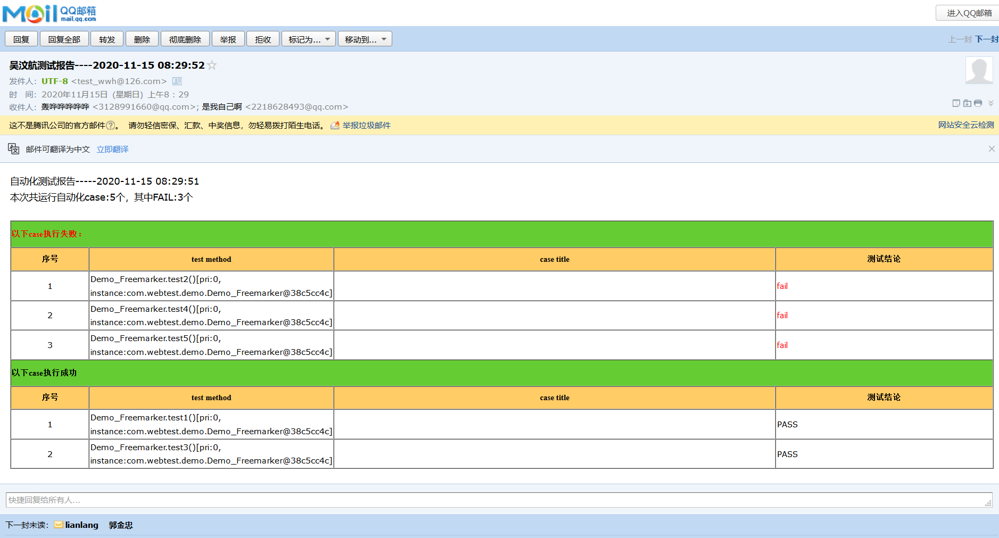 Mail QQ邮箱 mail.qq.com 进入QQ邮箱
回复 回复全部 转发 删除 彻底删除 举报 拒收 标记为... 移动到... 上一封 下一封
吴汶航测试报告----2020-11-15 08:29:52
发件人：UTF-8 <test_wwh@126.com>
时 间：2020年11月15日 (星期日) 上午8：29
收件人：轰哗哗哗哗哗 <3128991660@qq.com>; 是我自己啊 <2218628493@qq.com>
这不是腾讯公司的官方邮件?。 请勿轻信密保、汇款、中奖信息，勿轻易拨打陌生电话。 举报垃圾邮件 网站安全云检测
邮件可翻译为中文 立即翻译
自动化测试报告-----2020-11-15 08:29:51
本次共运行自动化case:5个，其中FAIL:3个
以下case执行失败：
序号 test method case title 测试结论
1 Demo_Freemarker.test2()[pri:0, fail
instance:com.webtest.demo.Demo_Freemarker@38c5cc4c]
2 Demo_Freemarker.test4()[pri:0, fail
instance:com.webtest.demo.Demo_Freemarker@38c5cc4c]
3 Demo_Freemarker.test5()[pri:0, fail
instance:com.webtest.demo.Demo_Freemarker@38c5cc4c]
以下case执行成功
序号 test method case title 测试结论
1 Demo_Freemarker.test1()[pri:0, PASS
instance:com.webtest.demo.Demo_Freemarker@38c5cc4c]
2 Demo_Freemarker.test3()[pri:0, PASS
instance:com.webtest.demo.Demo_Freemarker@38c5cc4c]
快捷回复给所有人...
下一封未读： lianlang 郭金忠